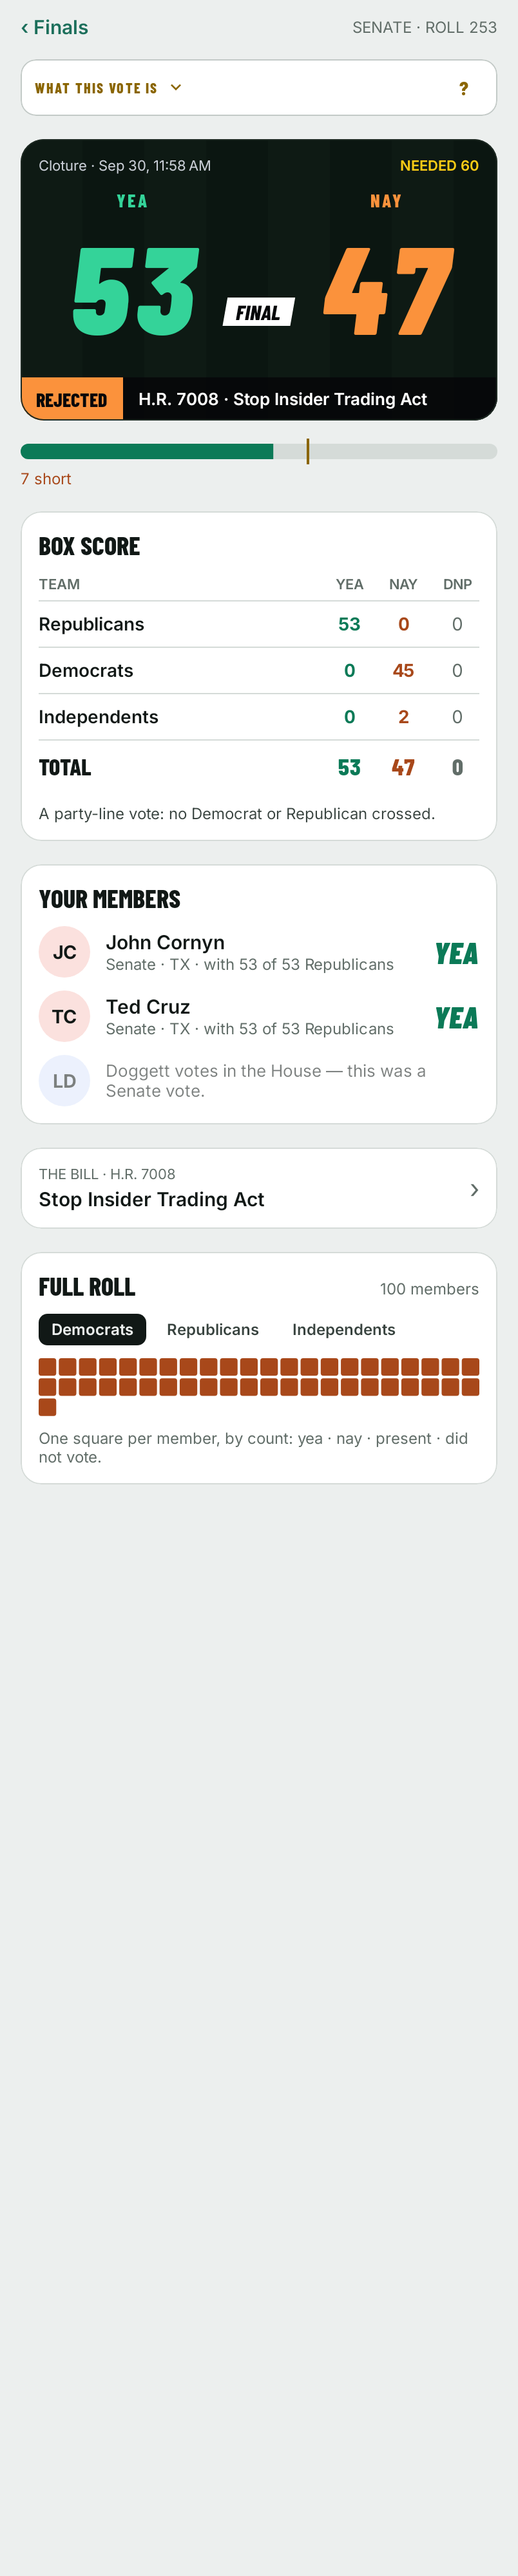 ‹ Finals
SENATE · ROLL 253
WHAT THIS VOTE IS
?
Cloture · Sep 30, 11:58 AM
NEEDED 60
YEA
NAY
53
FINAL
47
REJECTED
H.R. 7008 · Stop Insider Trading Act
7 short
BOX SCORE
TEAM YEA NAY DNP
Republicans 53 0 0
Democrats 0 45 0
Independents 0 2 0
TOTAL 53 47 0
A party-line vote: no Democrat or Republican crossed.
YOUR MEMBERS
JC
John Cornyn
Senate · TX · with 53 of 53 Republicans
YEA
TC
Ted Cruz
Senate · TX · with 53 of 53 Republicans
YEA
LD
Doggett votes in the House — this was a
Senate vote.
THE BILL · H.R. 7008
Stop Insider Trading Act
›
FULL ROLL
100 members
Democrats Republicans Independents
One square per member, by count: yea · nay · present · did
not vote.